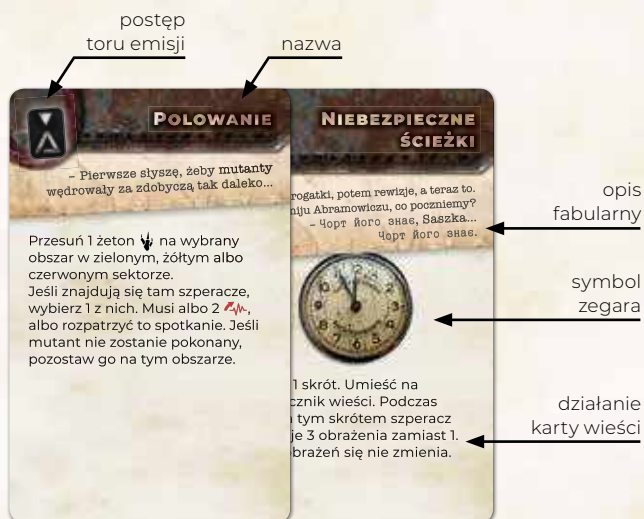 postęp
toru emisji
nazwa
POLOWANIE
– Pierwsze słyszę, żeby mutanty
wędrowały za zdobyczą tak daleko...
Przesuń 1 żeton na wybrany
obszar w zielonym, żółtym albo
czerwonym sektorze.
Jeśli znajdują się tam szperacze,
wybierz 1 z nich. Musi albo 2 ,
albo rozpatrzyć to spotkanie. Jeśli
mutant nie zostanie pokonany,
pozostaw go na tym obszarze.
NIEBEZPIECZNE
ŚCIEŻKI
rogatki, potem rewizje, a teraz to.
niju Abramowiczu, co poczniemy?
– Чорт його знає, Saszka...
Чорт його знає.
1 skrót. Umieść na
cznik wieści. Podczas
tym skrótem szperacz
je 3 obrażenia zamiast 1.
brażeń się nie zmienia.
opis
fabularny
symbol
zegara
działanie
karty wieści